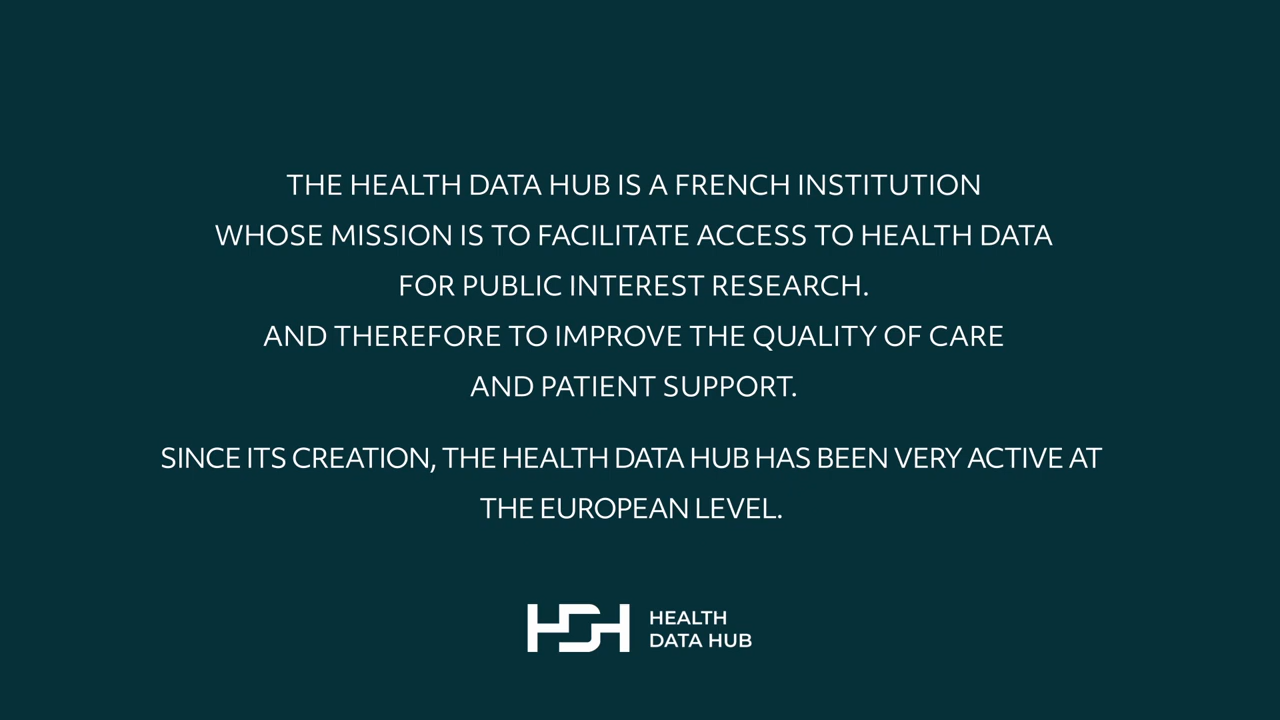 THE HEALTH DATA HUB IS A FRENCH INSTITUTION
WHOSE MISSION IS TO FACILITATE ACCESS TO HEALTH DATA
FOR PUBLIC INTEREST RESEARCH.
AND THEREFORE TO IMPROVE THE QUALITY OF CARE
AND PATIENT SUPPORT.
SINCE ITS CREATION, THE HEALTH DATA HUB HAS BEEN VERY ACTIVE AT
THE EUROPEAN LEVEL.
HDH
HEALTH
DATA HUB